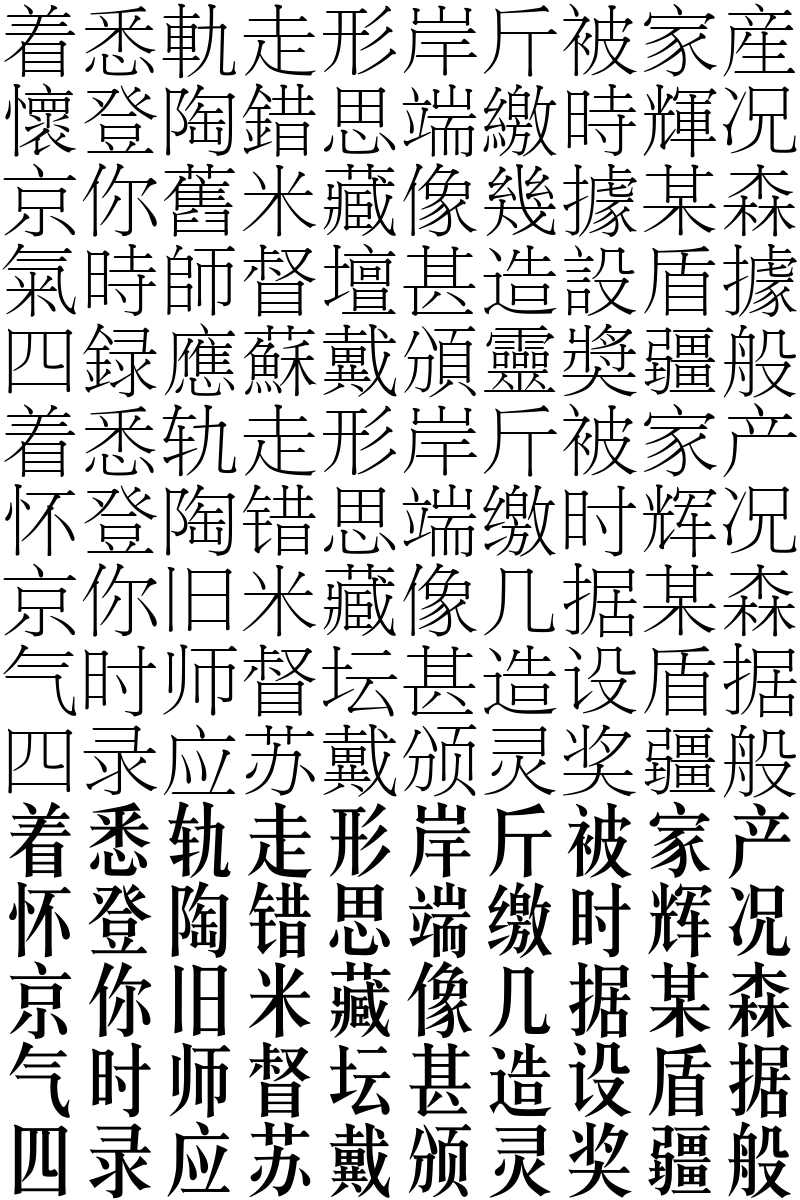 着悉軌走形岸斤被家産
懷登陶錯思端繳時輝况
京你舊米藏像幾據某森
氣時師督壇甚造設盾據
四録應蘇戴頒靈獎疆般
着悉轨走形岸斤被家产
怀登陶错思端缴时辉况
京你旧米藏像几据某森
气时师督坛甚造设盾据
四录应苏戴颁灵奖疆般
着悉轨走形岸斤被家产
怀登陶错思端缴时辉况
京你旧米藏像几据某森
气时师督坛甚造设盾据
四录应苏戴颁灵奖疆般